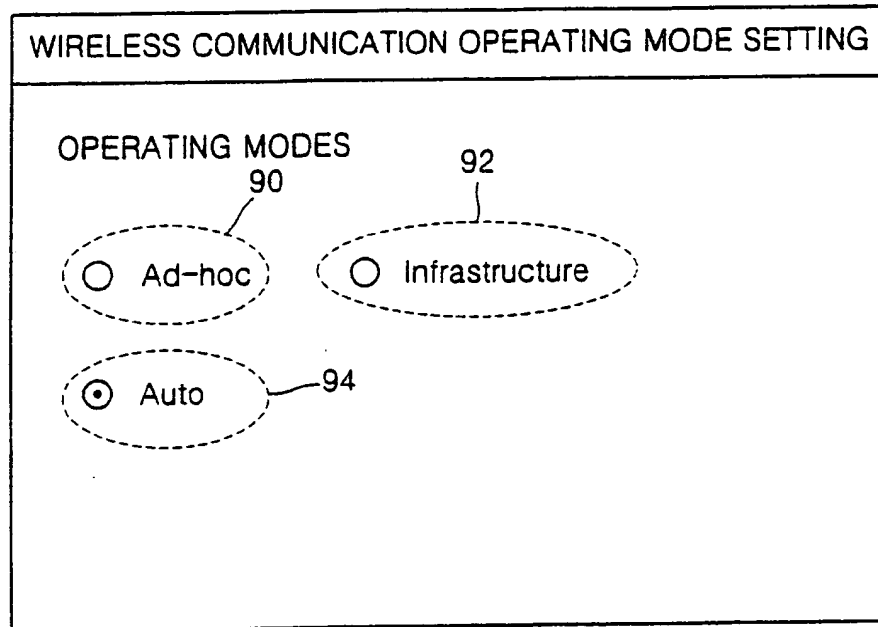 WIRELESS COMMUNICATION OPERATING MODE SETTING
OPERATING MODES
90
92
Ad-hoc
Infrastructure
Auto
94